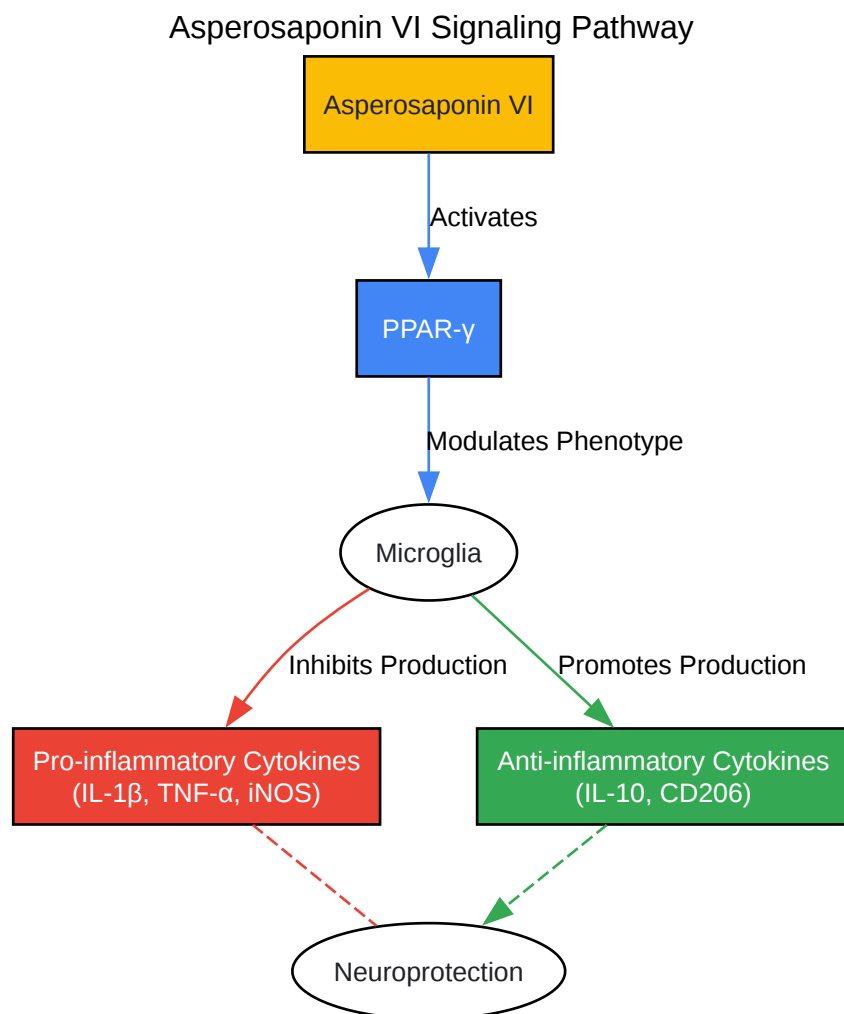 Asperosaponin VI Signaling Pathway
Asperosaponin VI
Activates
PPAR-γ
Modulates Phenotype
Microglia
Inhibits Production
Promotes Production
Pro-inflammatory Cytokines
(IL-1β, TNF-α, iNOS)
Anti-inflammatory Cytokines
(IL-10, CD206)
Neuroprotection